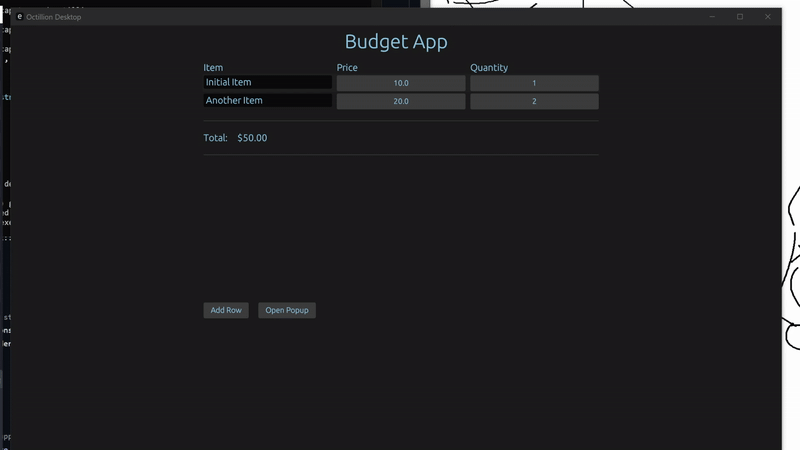 Octillion Desktop
Budget App
Item Price Quantity
Initial Item 10.0 1
Another Item 20.0 2
Total: $50.00
Add Row Open Popup